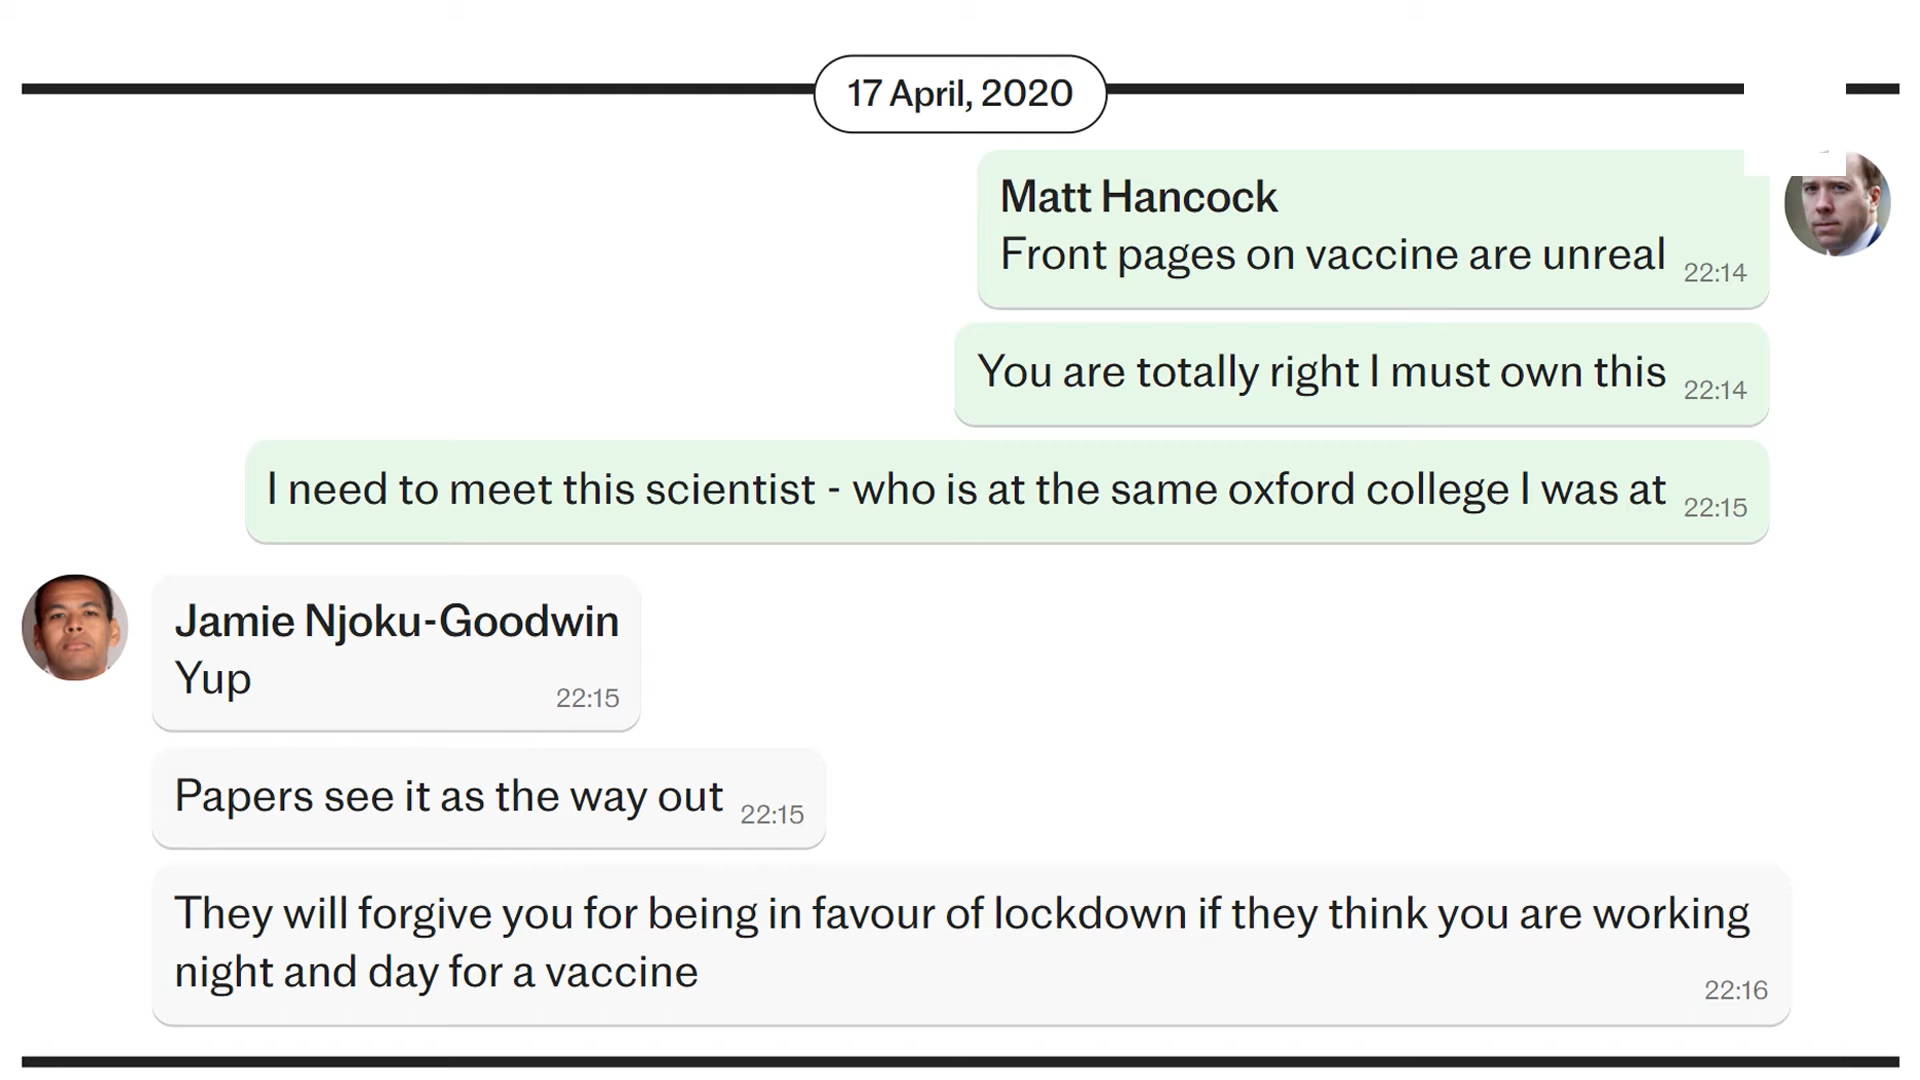 17 April, 2020
Matt Hancock
Front pages on vaccine are unreal 22:14
You are totally right I must own this 22:14
I need to meet this scientist - who is at the same oxford college I was at 22:15
Jamie Njoku-Goodwin
Yup 22:15
Papers see it as the way out 22:15
They will forgive you for being in favour of lockdown if they think you are working
night and day for a vaccine 22:16